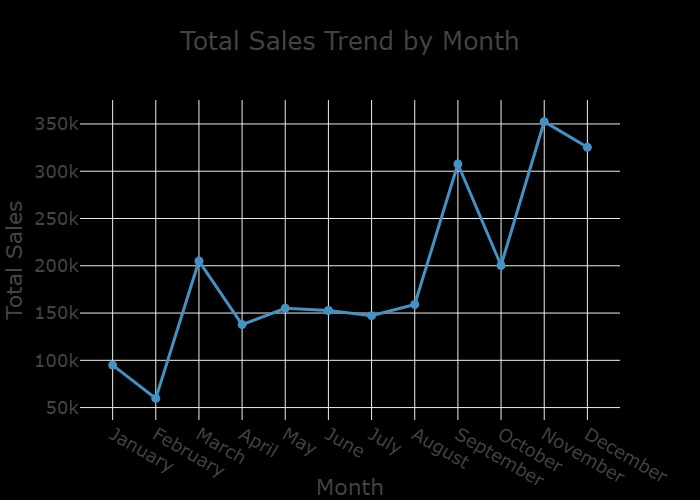 Total Sales Trend by Month
Total Sales
350k
300k
250k
200k
150k
100k
50k
January
February
March
April
May
June
July
August
September
October
November
December
Month